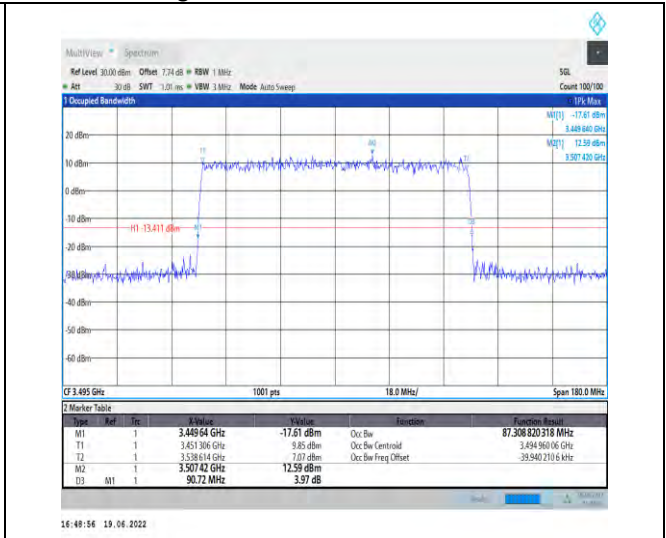 MultiView Spectrum
Ref Level 30.00 dBm Offset 7.74 dB RBW 1 MHz SGL
Att 30 dB SWT 1.01 ms VBW 3 MHz Mode Auto Sweep Count 100/100
1 Occupied Bandwidth 1Pk Max
M1[1] -17.61 dBm
3.449 640 GHz
20 dBm M2[1] 12.59 dBm
3.507 420 GHz
M2
T1
10 dBm
T2
0 dBm
-10 dBm
H1 -13.411 dBm
M1
-20 dBm
-30 dBm
-40 dBm
-50 dBm
-60 dBm
CF 3.495 GHz 1001 pts 18.0 MHz/ Span 180.0 MHz
2 Marker Table
Type Ref Trc X-Value Y-Value Function Function Result
M1 1 3.449 64 GHz -17.61 dBm Occ Bw 87.308 820 318 MHz
T1 1 3.451 306 GHz 9.85 dBm Occ Bw Centroid 3.494 960 06 GHz
T2 1 3.538 614 GHz 7.07 dBm Occ Bw Freq Offset -39.940 210 6 kHz
M2 1 3.507 42 GHz 12.59 dBm
D3 M1 1 90.72 MHz 3.97 dB
16:48:56 19.06.2022